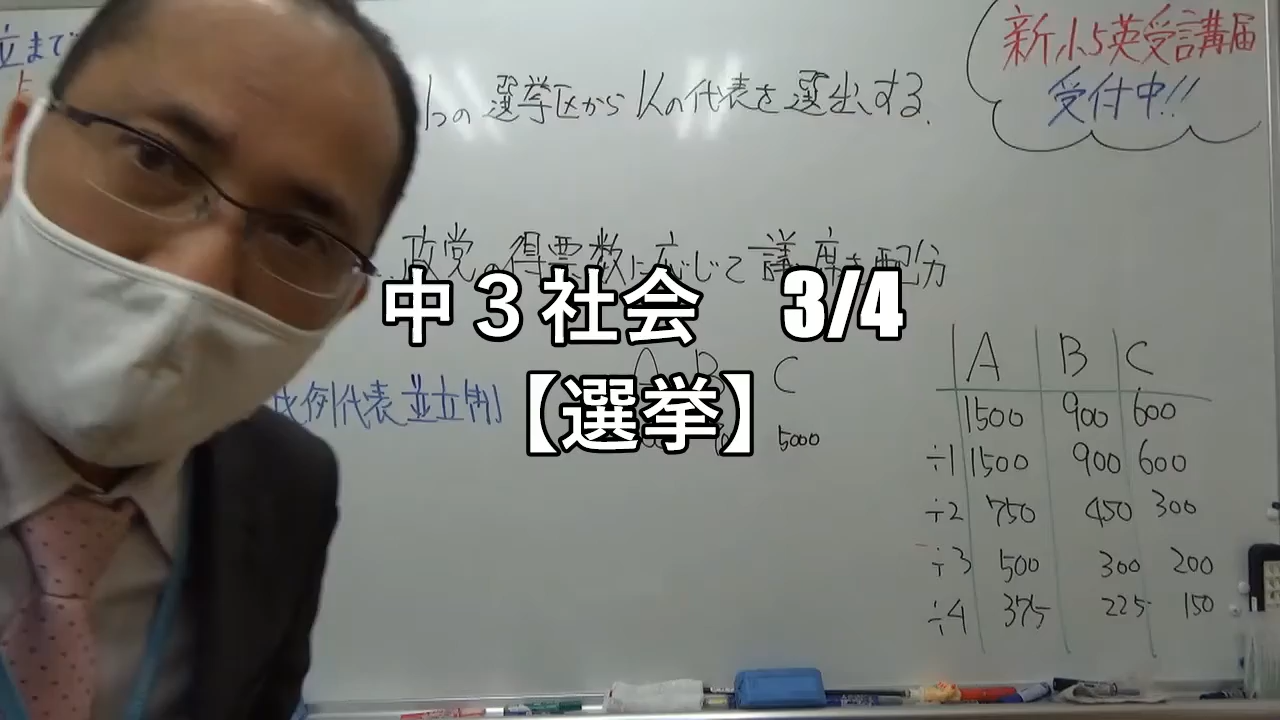 立まで
1つの選挙区から1人の代表を選出する.
新小5英受講届
受付中!!
政党の得票数に応じて議席を配分
中3社会 3/4
【選挙】
比例代表並立制
A B C
5000
A B C
1500 900 600
÷1 1500 900 600
÷2 750 450 300
÷3 500 300 200
÷4 375 225 150